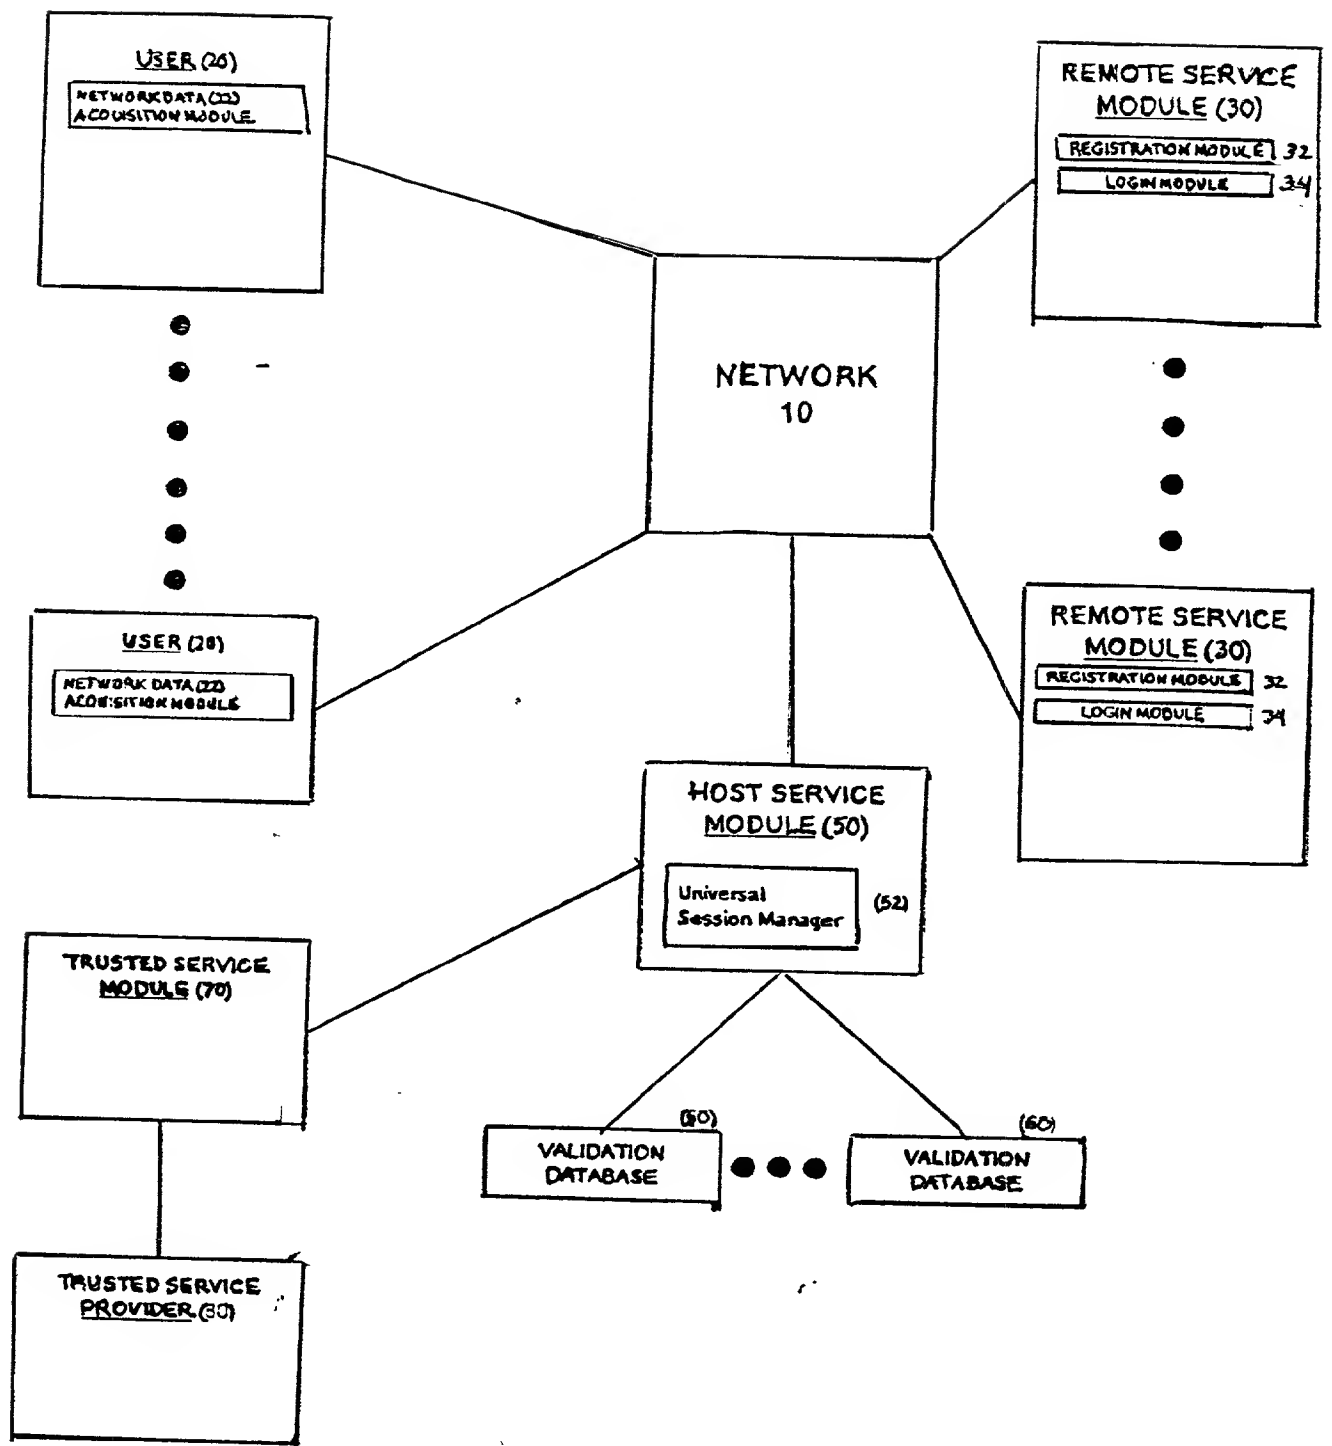 USER (20)
NETWORK DATA (22)
ACQUISITION MODULE
REMOTE SERVICE
MODULE (30)
REGISTRATION MODULE 32
LOGIN MODULE 34
NETWORK
10
USER (20)
NETWORK DATA (22)
ACQUISITION MODULE
REMOTE SERVICE
MODULE (30)
REGISTRATION MODULE 32
LOGIN MODULE 34
HOST SERVICE
MODULE (50)
Universal
Session Manager
(52)
TRUSTED SERVICE
MODULE (70)
(60)
VALIDATION
DATABASE
(60)
VALIDATION
DATABASE
TRUSTED SERVICE
PROVIDER (80)